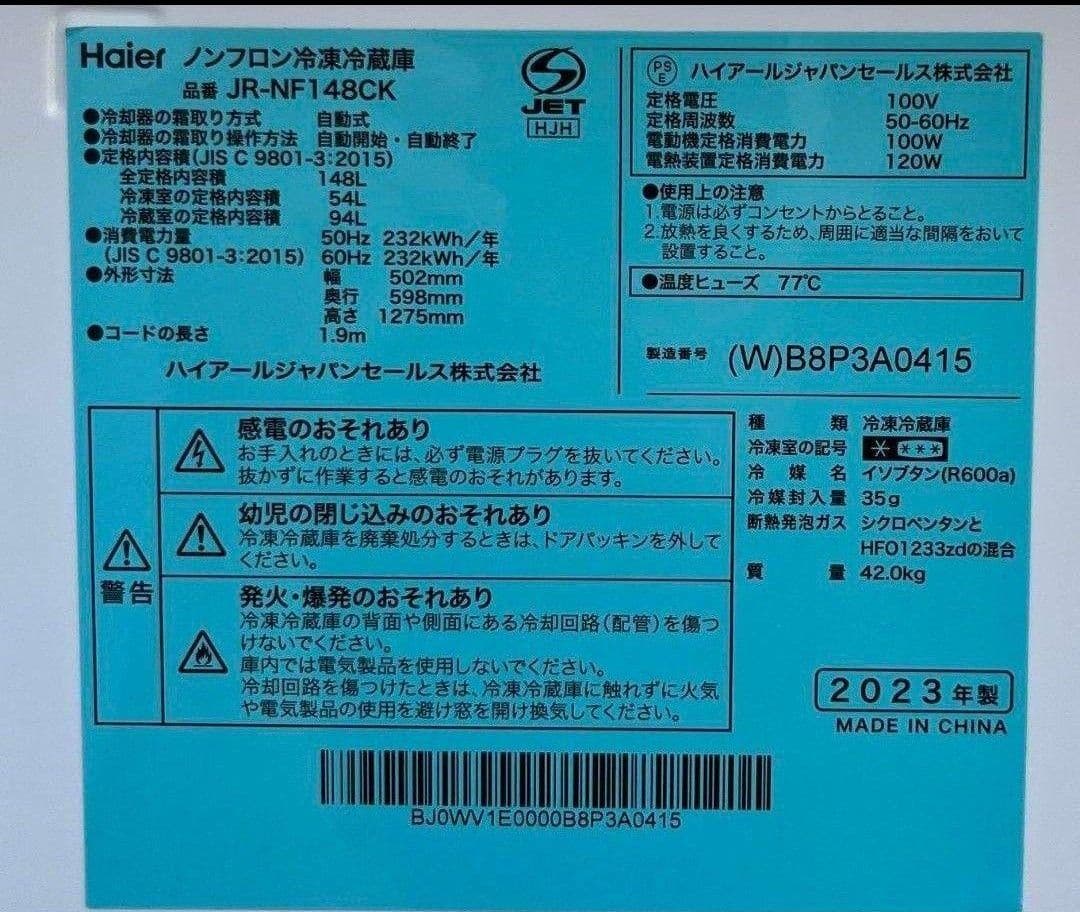 Haier ノンフロン冷凍冷蔵庫
品番 JR-NF148CK
●冷却器の霜取り方式 自動式
●冷却器の霜取り操作方法 自動開始・自動終了
●定格内容積(JIS C 9801-3:2015)
全定格内容積 148L
冷凍室の定格内容積 54L
冷蔵室の定格内容積 94L
●消費電力量 50Hz 232kWh/年
(JIS C 9801-3:2015) 60Hz 232kWh/年
●外形寸法 幅 502mm
奥行 598mm
高さ 1275mm
●コードの長さ 1.9m
ハイアールジャパンセールス株式会社
JET
HJH
PSE ハイアールジャパンセールス株式会社
定格電圧 100V
定格周波数 50-60Hz
電動機定格消費電力 100W
電熱装置定格消費電力 120W
●使用上の注意
1.電源は必ずコンセントからとること。
2.放熱を良くするため、周囲に適当な間隔をおいて
設置すること。
●温度ヒューズ 77℃
製造番号 (W)B8P3A0415
警告
感電のおそれあり
お手入れのときには、必ず電源プラグを抜いてください。
抜かずに作業すると感電のおそれがあります。
幼児の閉じ込みのおそれあり
冷凍冷蔵庫を廃棄処分するときは、ドアパッキンを外して
ください。
発火・爆発のおそれあり
冷凍冷蔵庫の背面や側面にある冷却回路(配管)を傷つ
けないでください。
庫内では電気製品を使用しないでください。
冷却回路を傷つけたときは、冷凍冷蔵庫に触れずに火気
や電気製品の使用を避け窓を開け換気してください。
種類 冷凍冷蔵庫
冷凍室の記号 * ***
冷媒名 イソブタン(R600a)
冷媒封入量 35g
断熱発泡ガス シクロペンタンと
HFO1233zdの混合
質量 42.0kg
2023年製
MADE IN CHINA
BJ0WV1E0000B8P3A0415